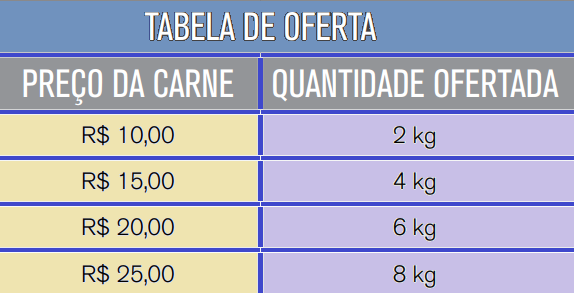 TABELA DE OFERTA
PREÇO DA CARNE QUANTIDADE OFERTADA
R$ 10,00 2 kg
R$ 15,00 4 kg
R$ 20,00 6 kg
R$ 25,00 8 kg